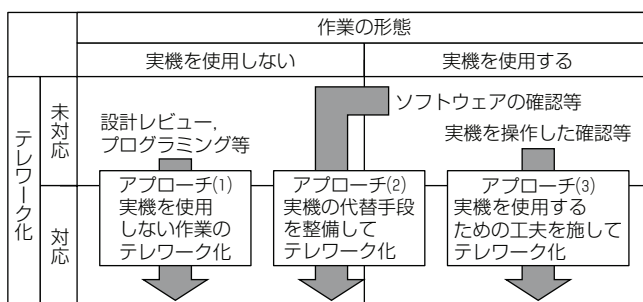 作業の形態
実機を使用しない
実機を使用する
テレワーク化
未対応
対応
設計レビュー,
プログラミング等
ソフトウェアの確認等
実機を操作した確認等
アプローチ(1)
実機を使用
しない作業の
テレワーク化
アプローチ(2)
実機の代替手段
を整備して
テレワーク化
アプローチ(3)
実機を使用する
ための工夫を施して
テレワーク化